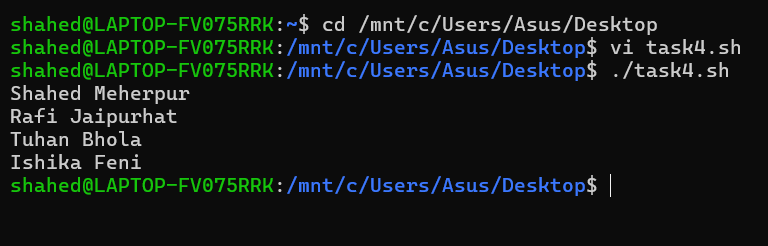 shahed@LAPTOP-FV075RRK:~$ cd /mnt/c/Users/Asus/Desktop
shahed@LAPTOP-FV075RRK:/mnt/c/Users/Asus/Desktop$ vi task4.sh
shahed@LAPTOP-FV075RRK:/mnt/c/Users/Asus/Desktop$ ./task4.sh
Shahed Meherpur
Rafi Jaipurhat
Tuhan Bhola
Ishika Feni
shahed@LAPTOP-FV075RRK:/mnt/c/Users/Asus/Desktop$